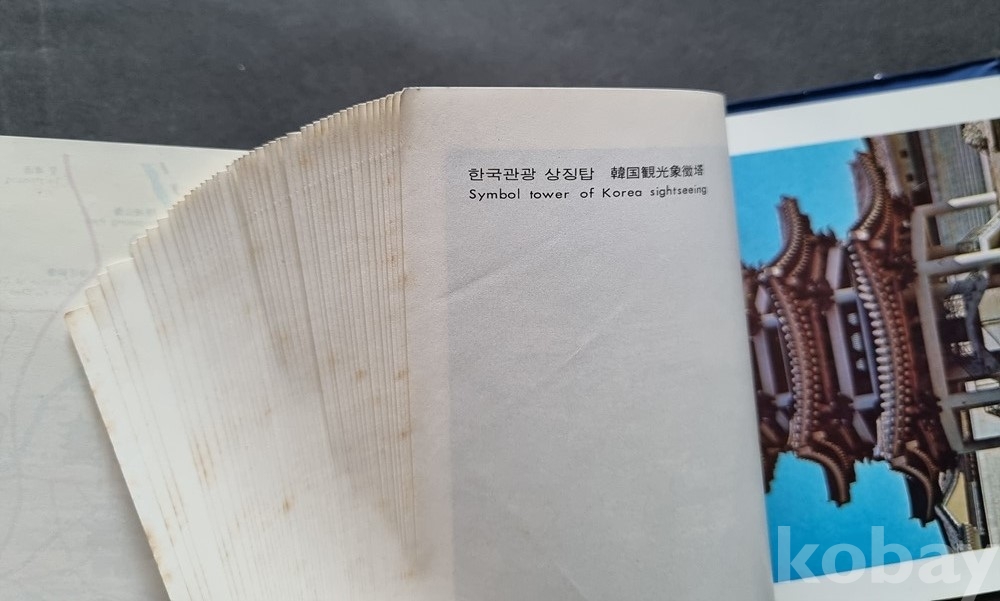 한국관광 상징탑 韓国観光象徵塔
Symbol tower of Korea sightseeing
kobay